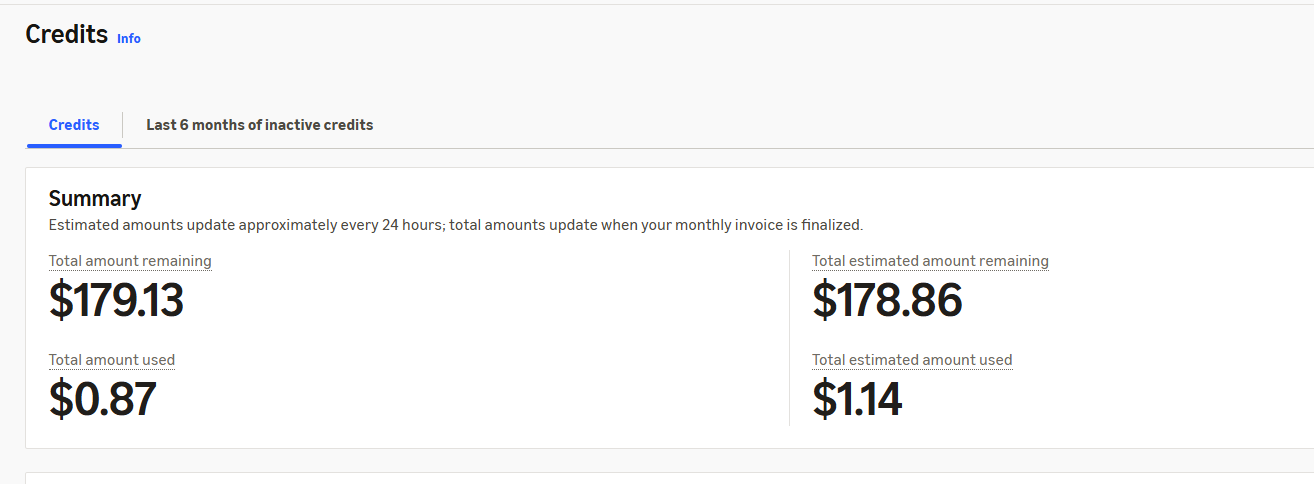 Credits Info
Credits
Last 6 months of inactive credits
Summary
Estimated amounts update approximately every 24 hours; total amounts update when your monthly invoice is finalized.
Total amount remaining
$179.13
Total estimated amount remaining
$178.86
Total amount used
$0.87
Total estimated amount used
$1.14